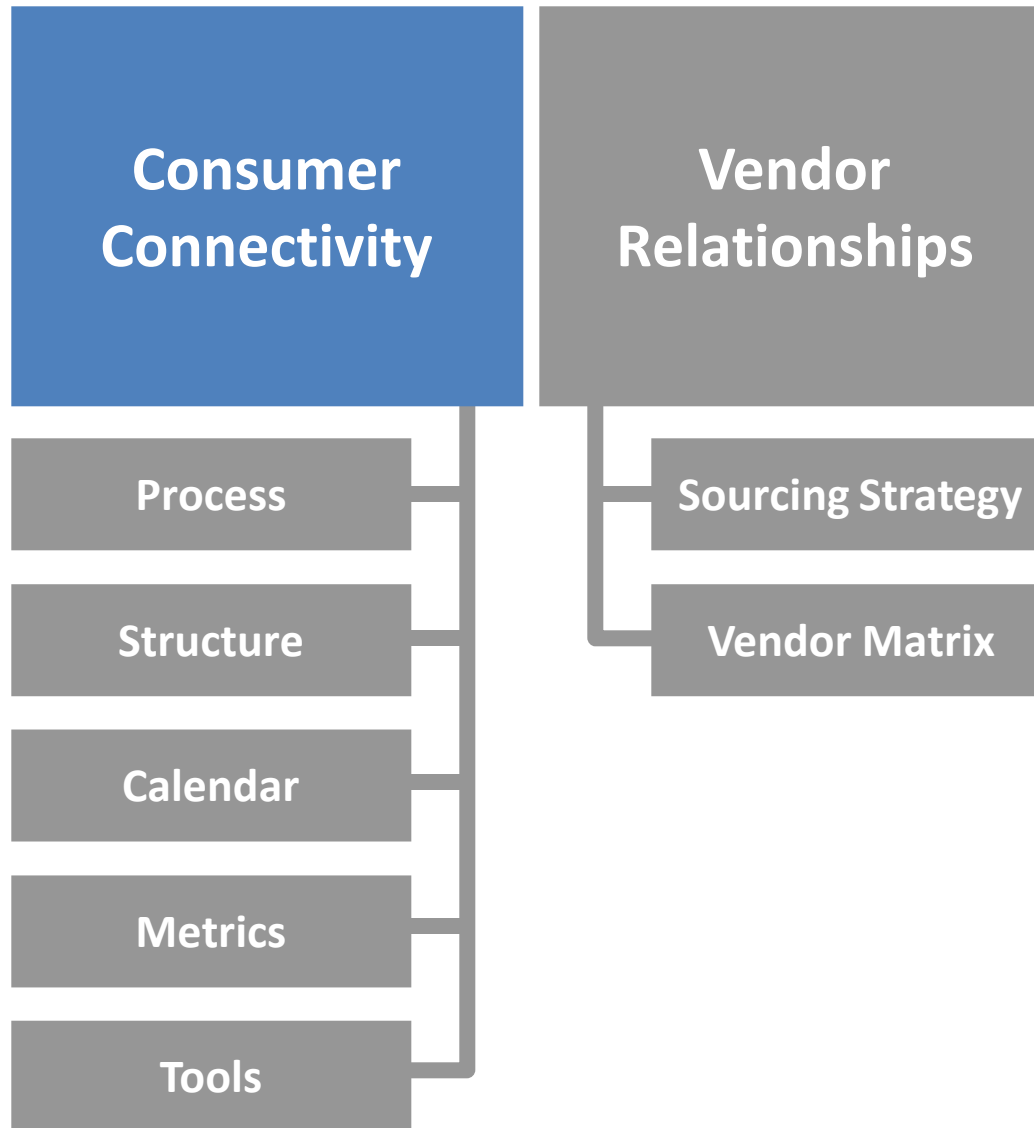 Consumer
Connectivity
Process
Structure
Calendar
Metrics
Tools
Vendor
Relationships
Sourcing Strategy
Vendor Matrix